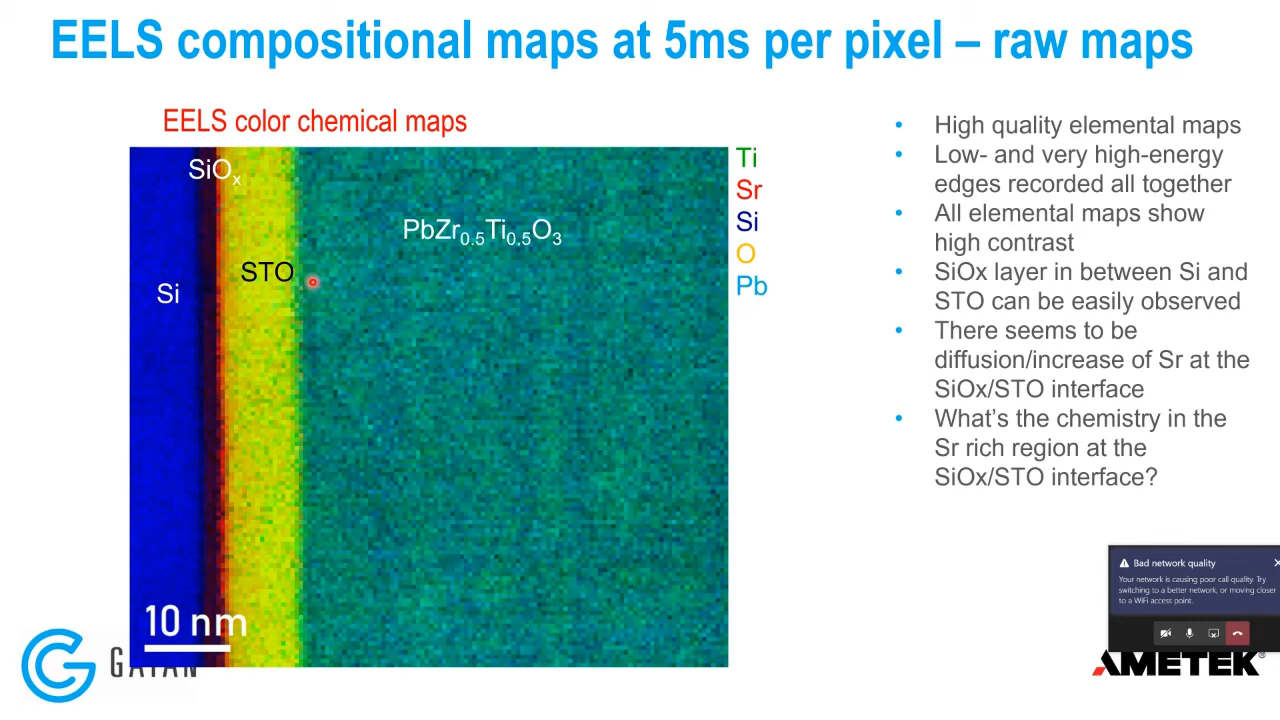 EELS compositional maps at 5ms per pixel – raw maps
EELS color chemical maps
SiOx
PbZr0.5Ti0,5O3
STO
Si
10 nm
Ti
Sr
Si
O
Pb
• High quality elemental maps
• Low- and very high-energy
edges recorded all together
• All elemental maps show
high contrast
• SiOx layer in between Si and
STO can be easily observed
• There seems to be
diffusion/increase of Sr at the
SiOx/STO interface
• What's the chemistry in the
Sr rich region at the
SiOx/STO interface?
Bad network quality
Your network is causing poor call quality. Try
switching to a better network, or moving closer
to a WiFi access point.
GATAN
AMETEK®